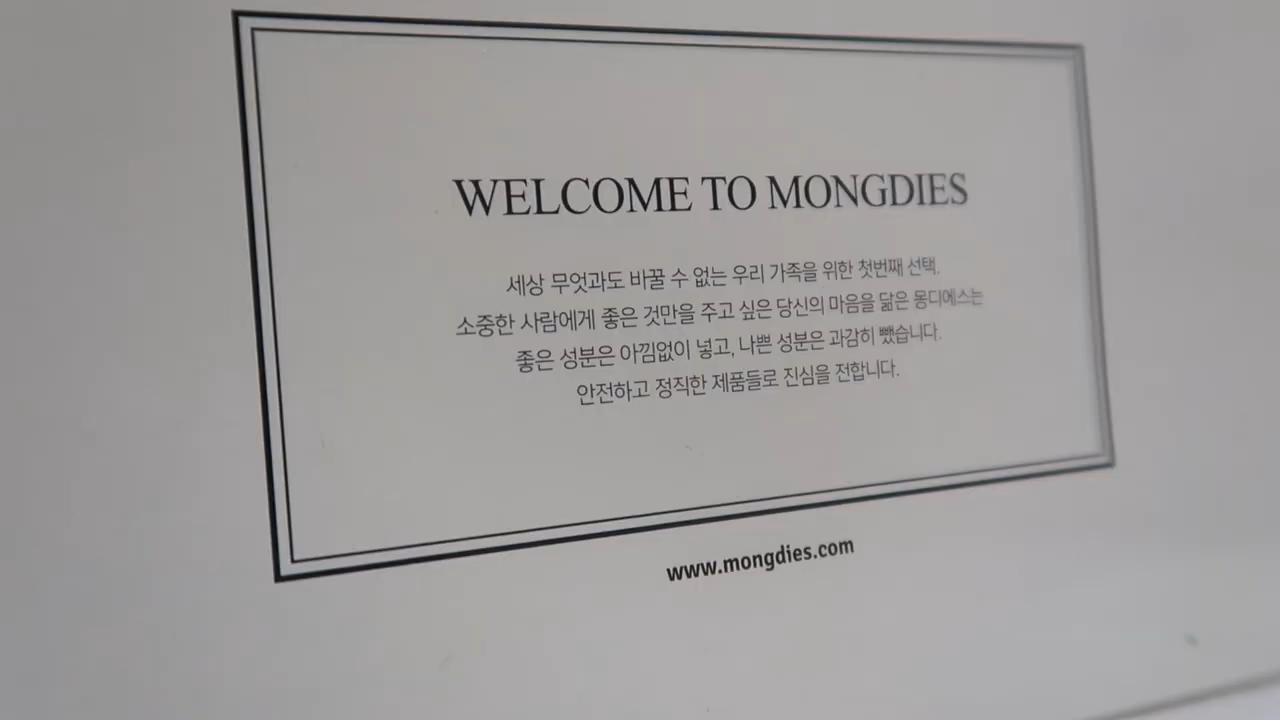 WELCOME TO MONGDIES
세상 무엇과도 바꿀 수 없는 우리 가족을 위한 첫번째 선택.
소중한 사람에게 좋은 것만을 주고 싶은 당신의 마음을 닮은 몽디에스는
좋은 성분은 아낌없이 넣고, 나쁜 성분은 과감히 뺐습니다.
안전하고 정직한 제품들로 진심을 전합니다.
www.mongdies.com